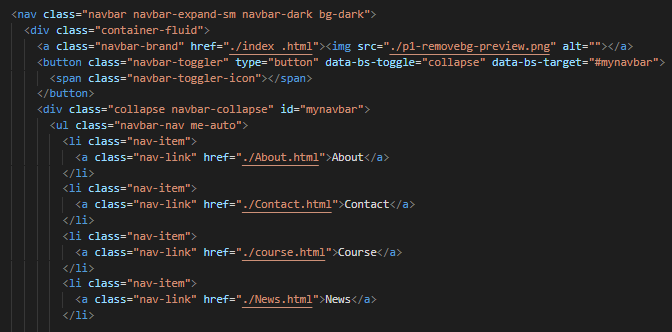 <nav class="navbar navbar-expand-sm navbar-dark bg-dark">
<div class="container-fluid">
<a class="navbar-brand" href="./index .html"><img src="./p1-removebg-preview.png" alt=""></a>
<button class="navbar-toggler" type="button" data-bs-toggle="collapse" data-bs-target="#mynavbar">
<span class="navbar-toggler-icon"></span>
</button>
<div class="collapse navbar-collapse" id="mynavbar">
<ul class="navbar-nav me-auto">
<li class="nav-item">
<a class="nav-link" href="./About.html">About</a>
</li>
<li class="nav-item">
<a class="nav-link" href="./Contact.html">Contact</a>
</li>
<li class="nav-item">
<a class="nav-link" href="./course.html">Course</a>
</li>
<li class="nav-item">
<a class="nav-link" href="./News.html">News</a>
</li>